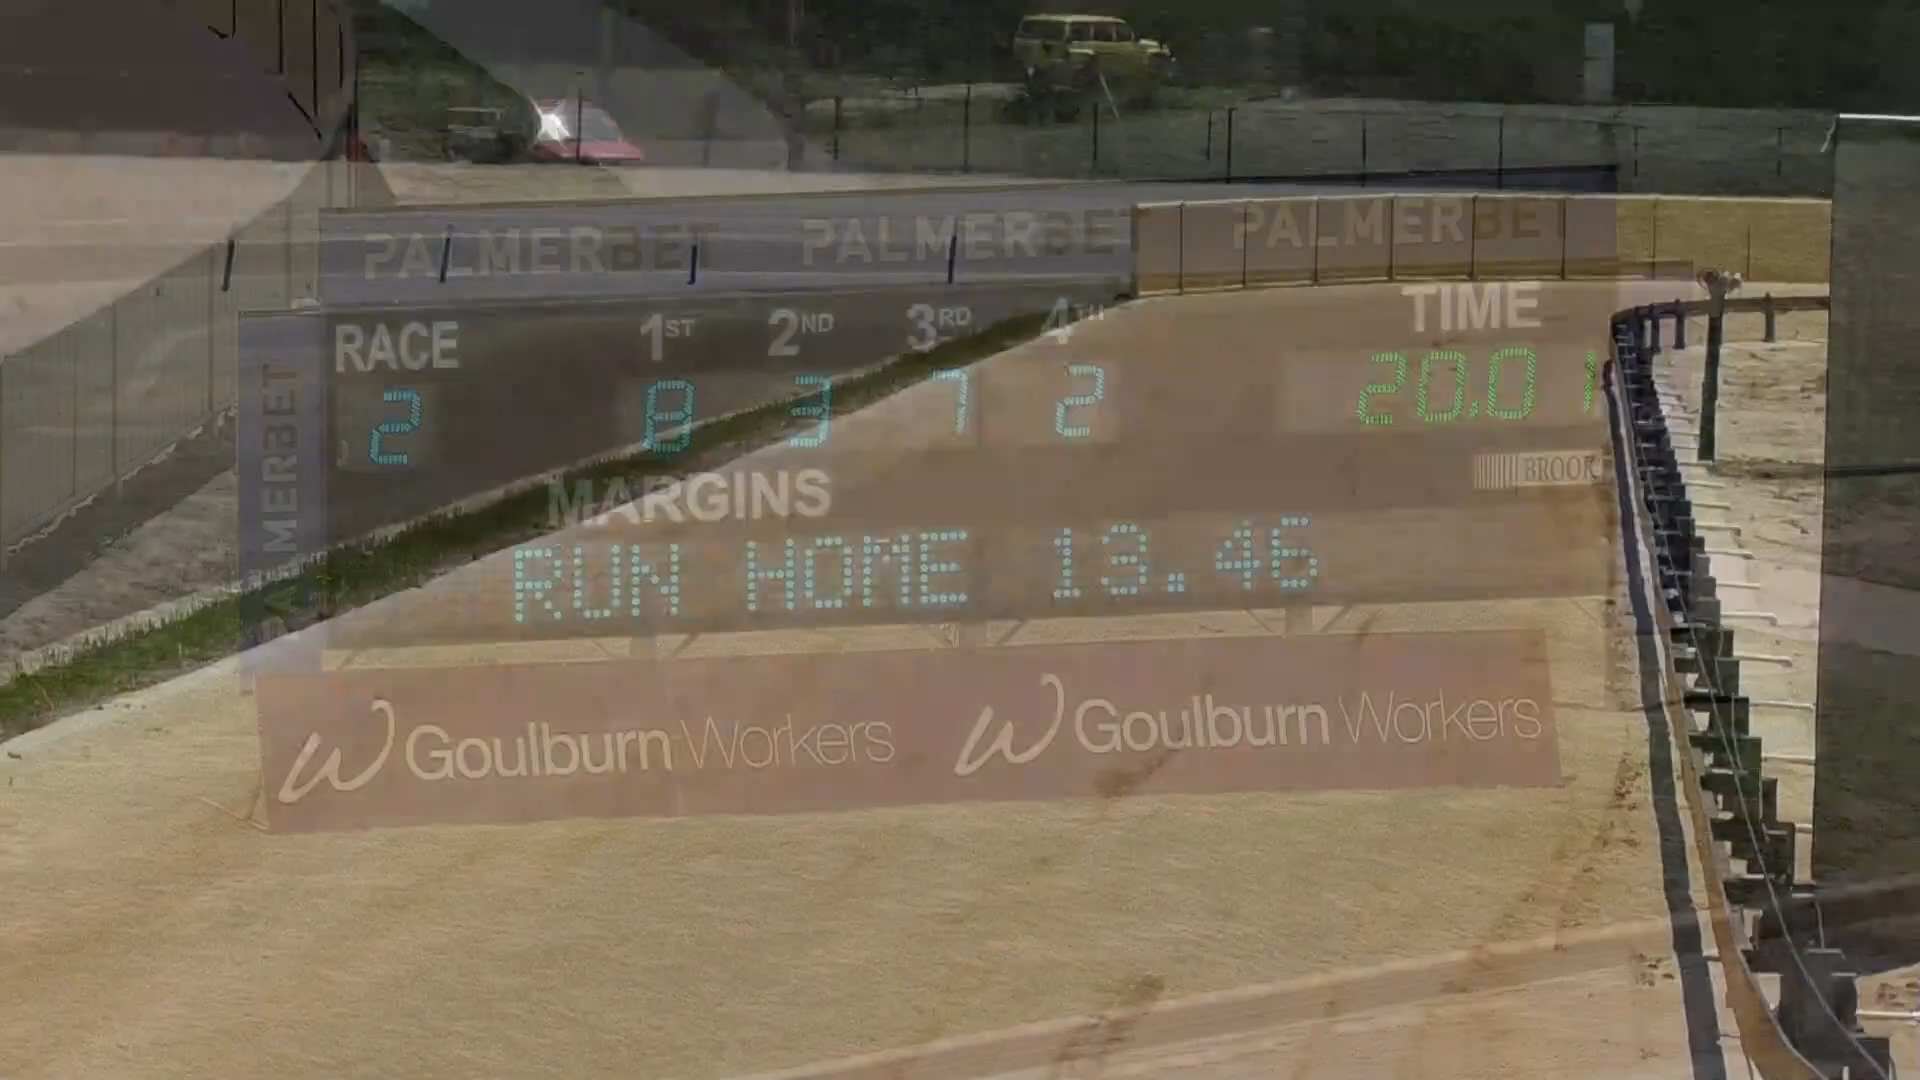 PALMERBET PALMERBET PALMERBET
RACE 1ST 2ND 3RD 4TH TIME
2 8 3 7 2 20.01
PALMERBET
MARGINS
BROOK
RUN HOME 13.46
Goulburn Workers Goulburn Workers